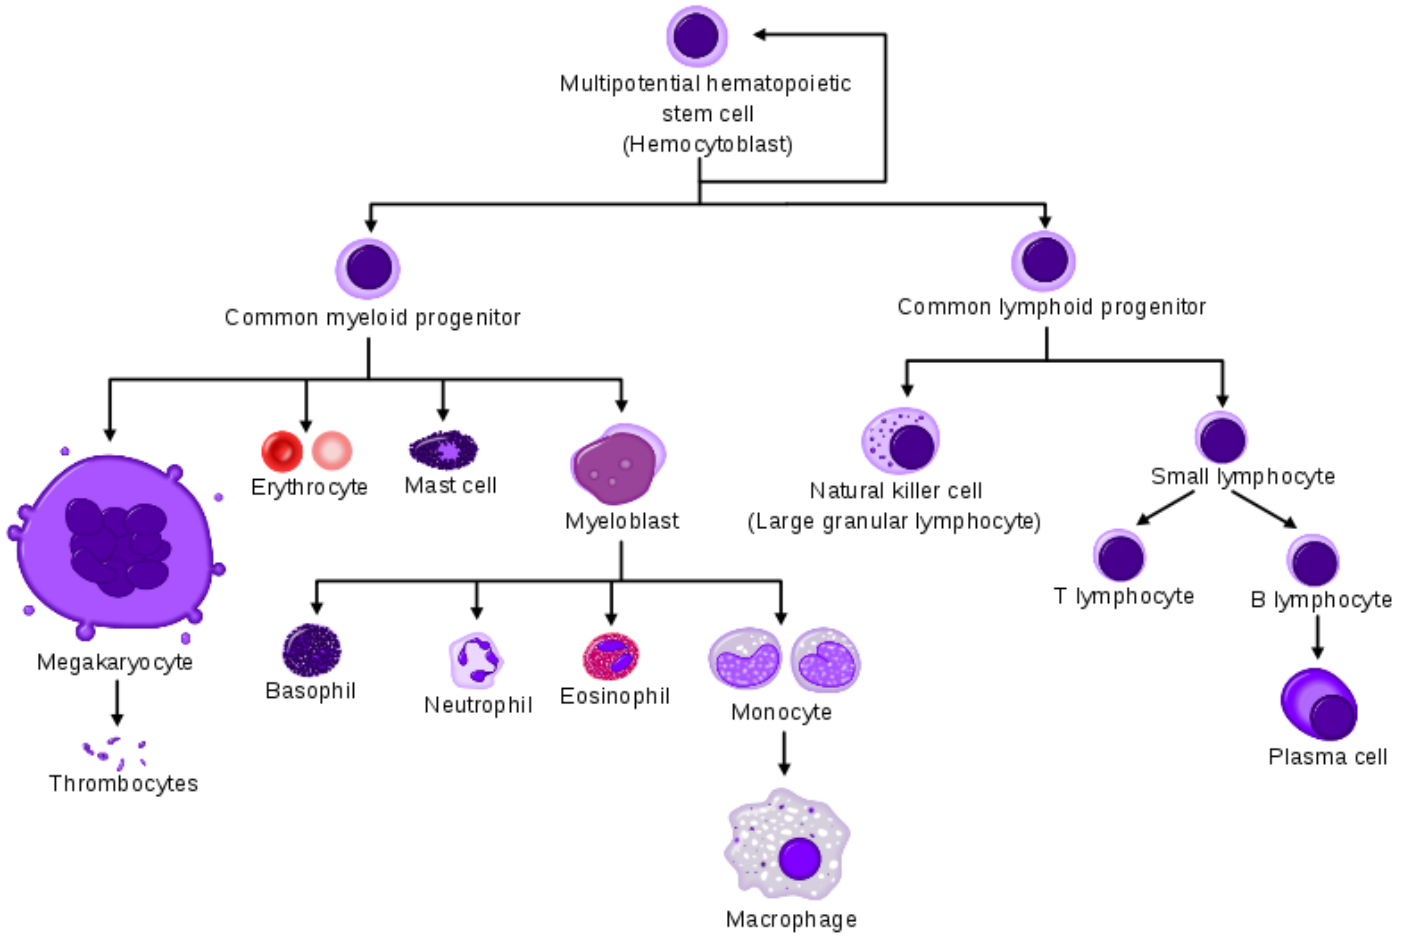 Multipotential hematopoietic
stem cell
(Hemocytoblast)
Common myeloid progenitor
Common lymphoid progenitor
Erythrocyte
Mast cell
Myeloblast
Natural killer cell
(Large granular lymphocyte)
Small lymphocyte
T lymphocyte
B lymphocyte
Megakaryocyte
Basophil
Neutrophil
Eosinophil
Monocyte
Plasma cell
Thrombocytes
Macrophage